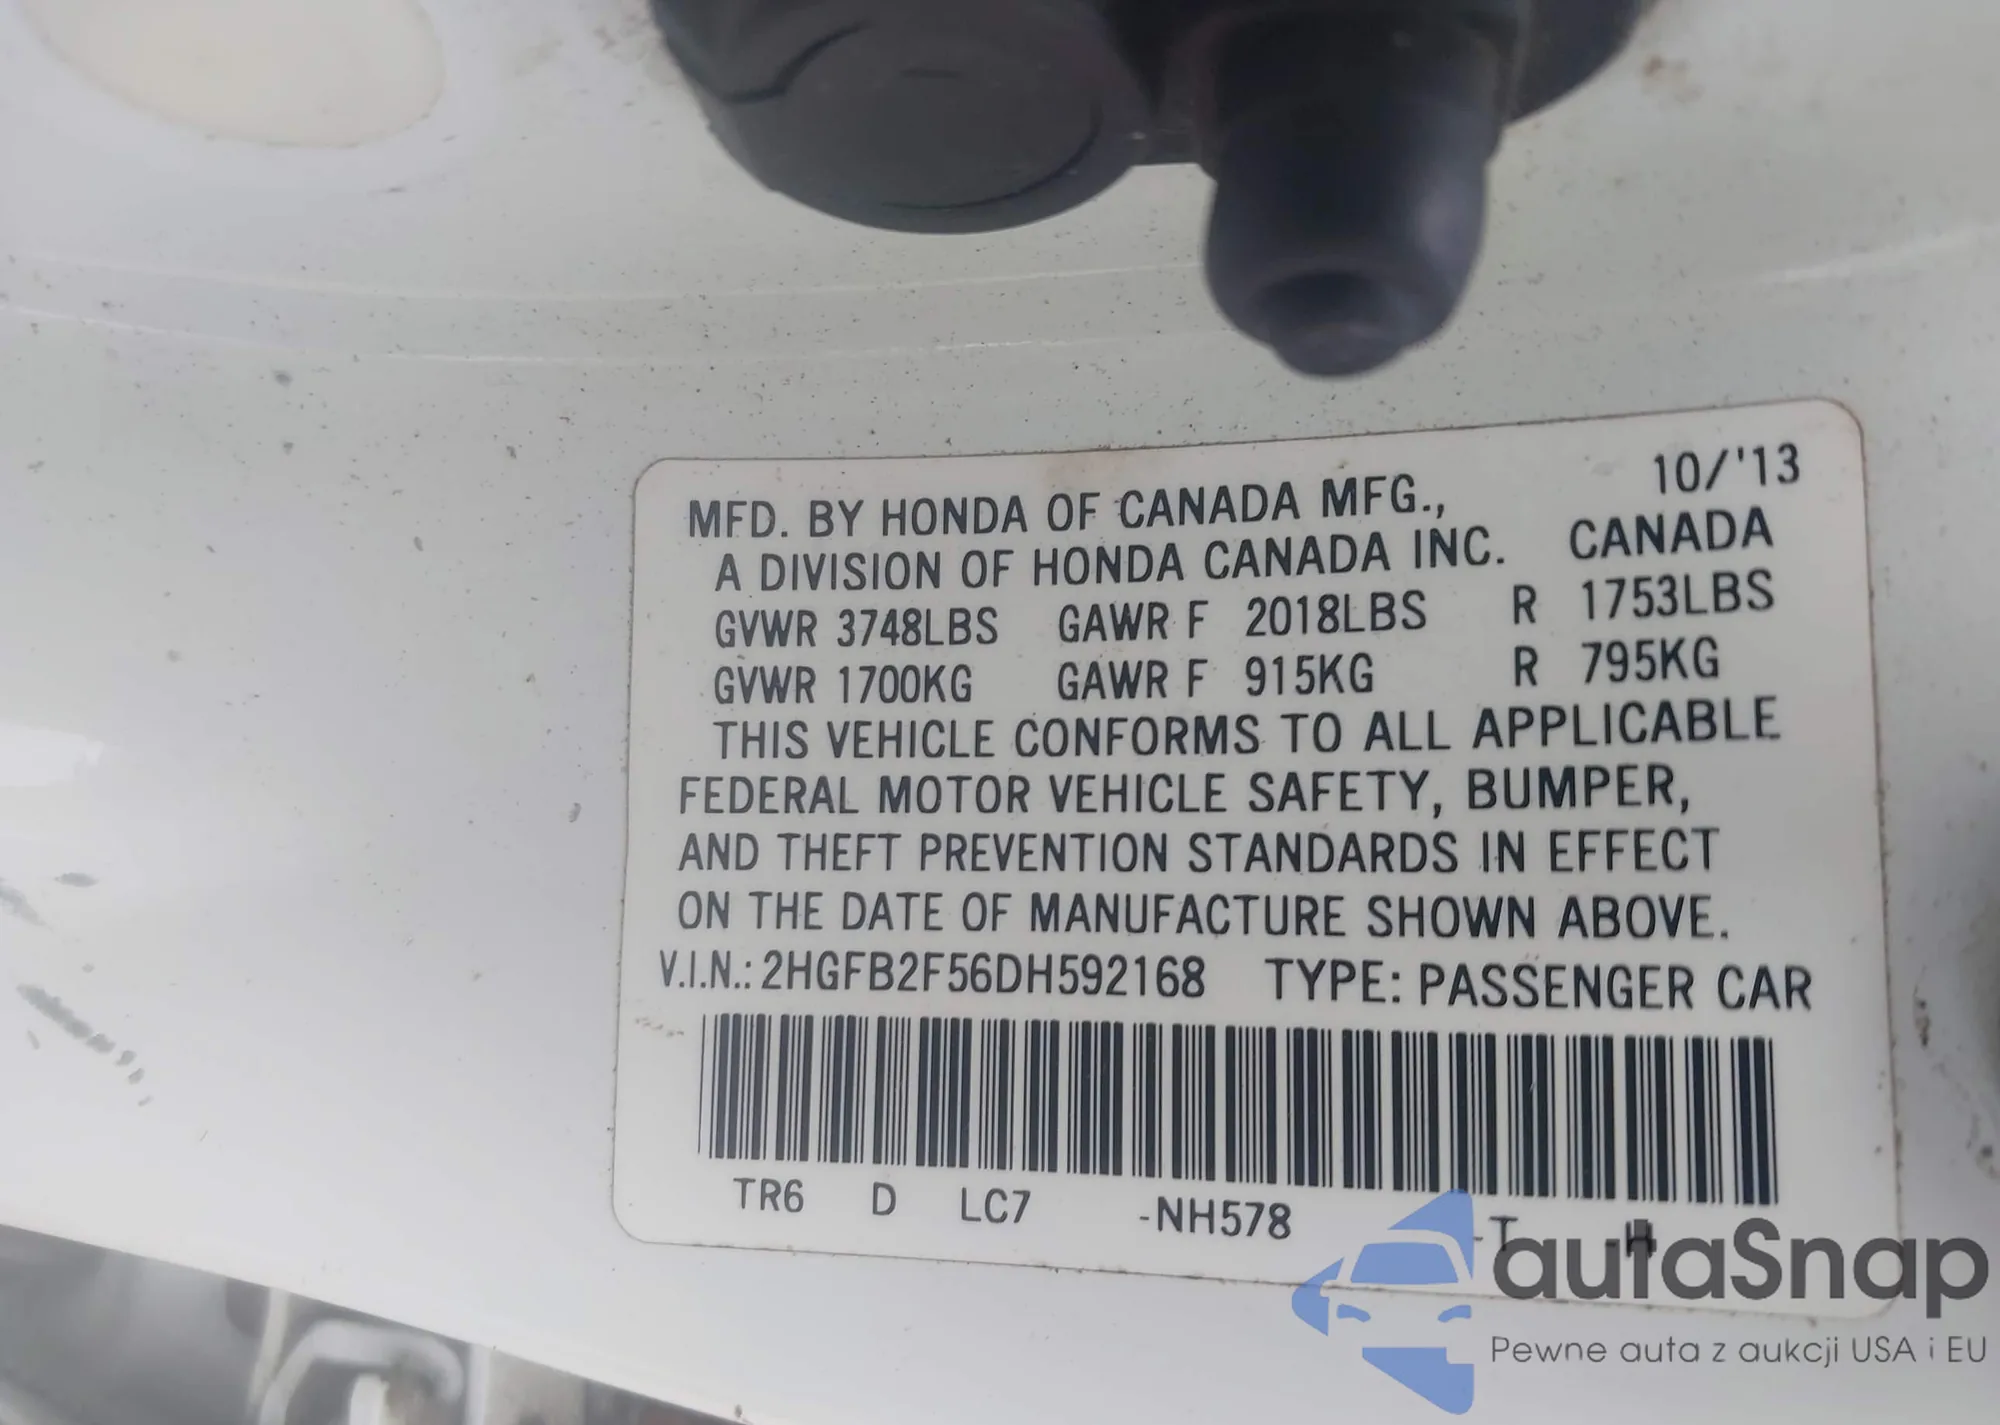 10/'13
MFD. BY HONDA OF CANADA MFG.,
A DIVISION OF HONDA CANADA INC. CANADA
GVWR 3748LBS GAWR F 2018LBS R 1753LBS
GVWR 1700KG GAWR F 915KG R 795KG
THIS VEHICLE CONFORMS TO ALL APPLICABLE
FEDERAL MOTOR VEHICLE SAFETY, BUMPER,
AND THEFT PREVENTION STANDARDS IN EFFECT
ON THE DATE OF MANUFACTURE SHOWN ABOVE.
V.I.N.: 2HGFB2F56DH592168 TYPE: PASSENGER CAR
TR6 D LC7 -NH578 -T -H
autaSnap
Pewne auta z aukcji USA i EU